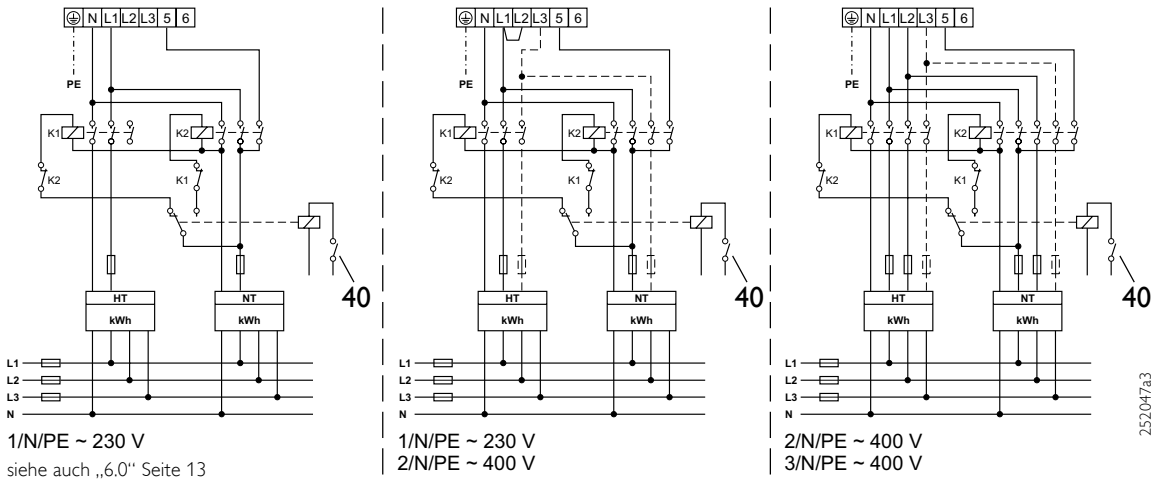 N L1 L2 L3 5 6
PE
K1
K2
K2
K1
40
HT
kWh
NT
kWh
L1
L2
L3
N
1/N/PE ~ 230 V
siehe auch „6.0“ Seite 13
N L1 L2 L3 5 6
PE
K1
K2
K2
K1
40
HT
kWh
NT
kWh
L1
L2
L3
N
1/N/PE ~ 230 V
2/N/PE ~ 400 V
N L1 L2 L3 5 6
PE
K1
K2
K2
K1
40
HT
kWh
NT
kWh
L1
L2
L3
N
2/N/PE ~ 400 V
3/N/PE ~ 400 V
252047a3